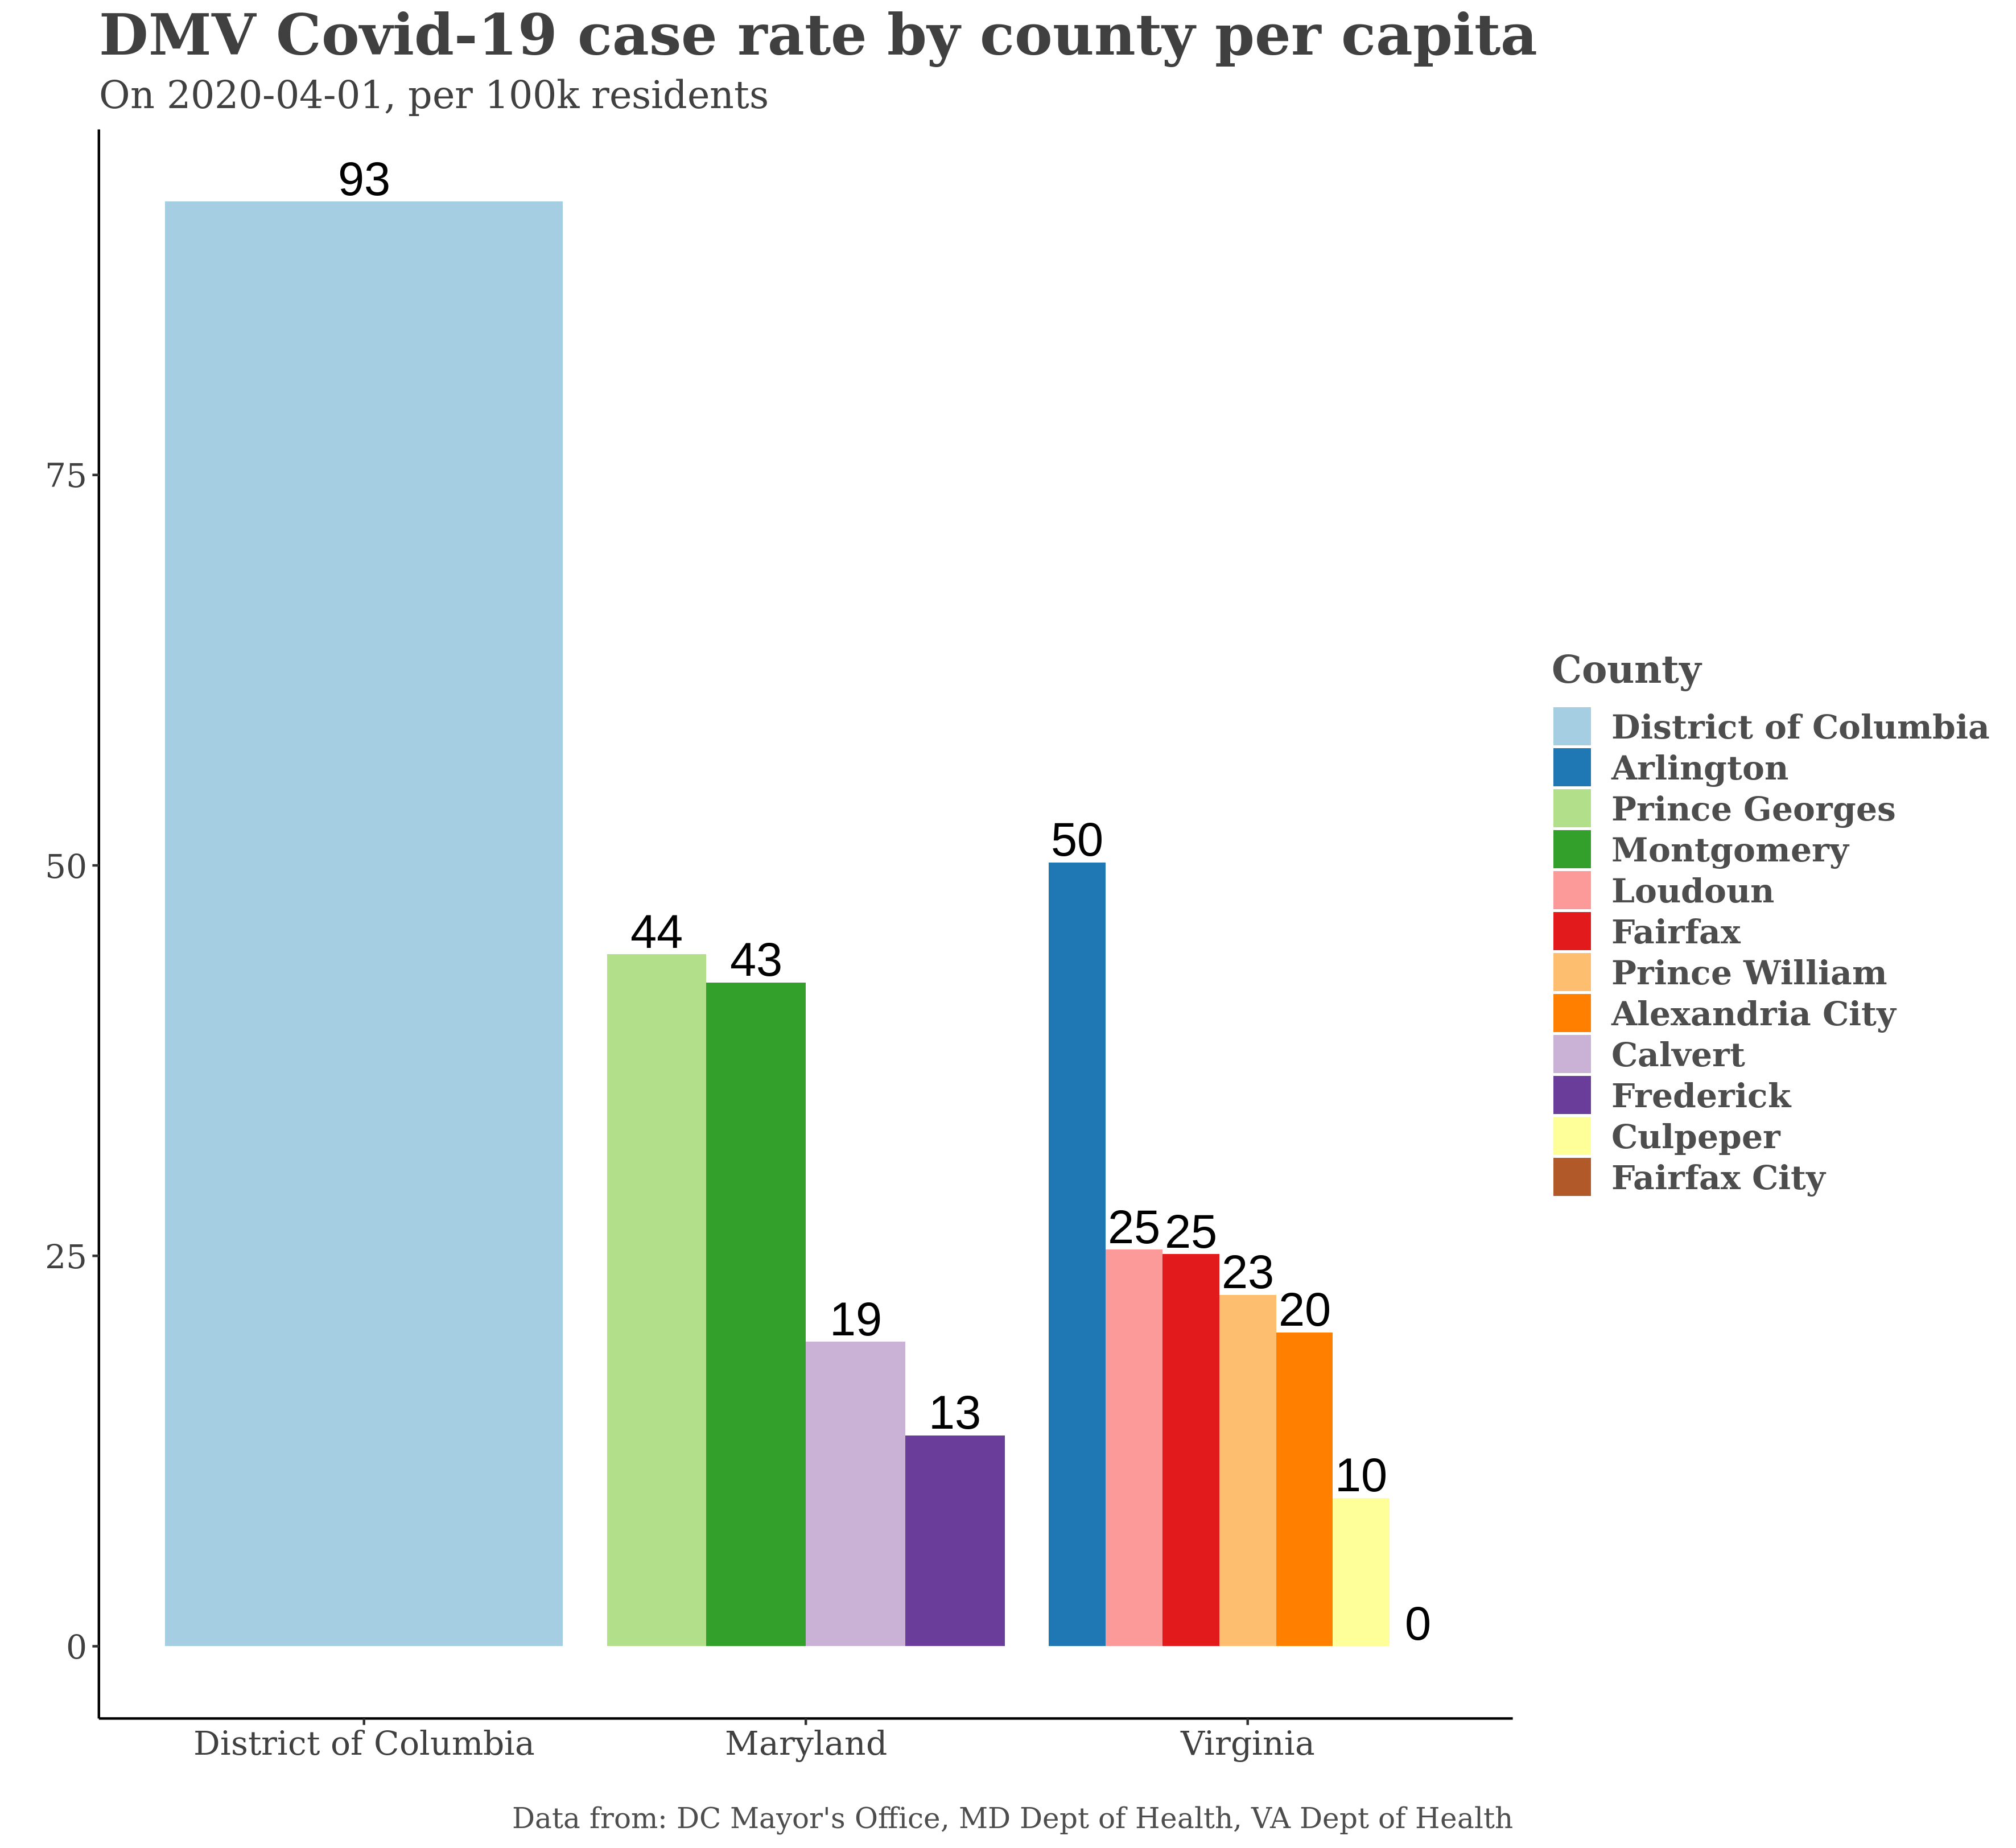 DMV Covid-19 case rate by county per capita
On 2020-04-01, per 100k residents
93
75
50
44
43
50
25
25
25
23
20
19
13
10
0
0
District of Columbia
Maryland
Virginia
County
District of Columbia
Arlington
Prince Georges
Montgomery
Loudoun
Fairfax
Prince William
Alexandria City
Calvert
Frederick
Culpeper
Fairfax City
Data from: DC Mayor's Office, MD Dept of Health, VA Dept of Health